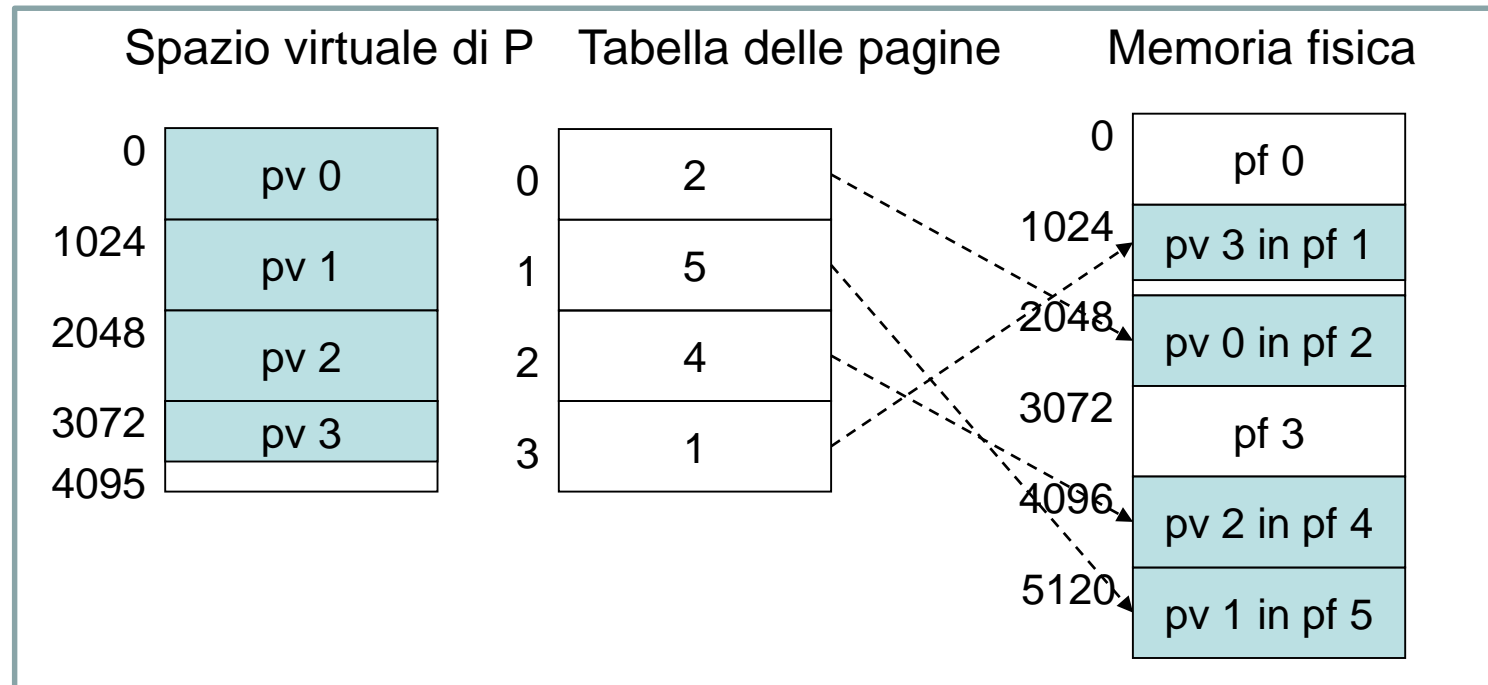 Spazio virtuale di P
Tabella delle pagine
Memoria fisica
0
pv 0
1024
pv 1
2048
pv 2
3072
pv 3
4095
0
2
1
5
2
4
3
1
0
pf 0
1024
pv 3 in pf 1
2048
pv 0 in pf 2
3072
pf 3
4096
pv 2 in pf 4
5120
pv 1 in pf 5